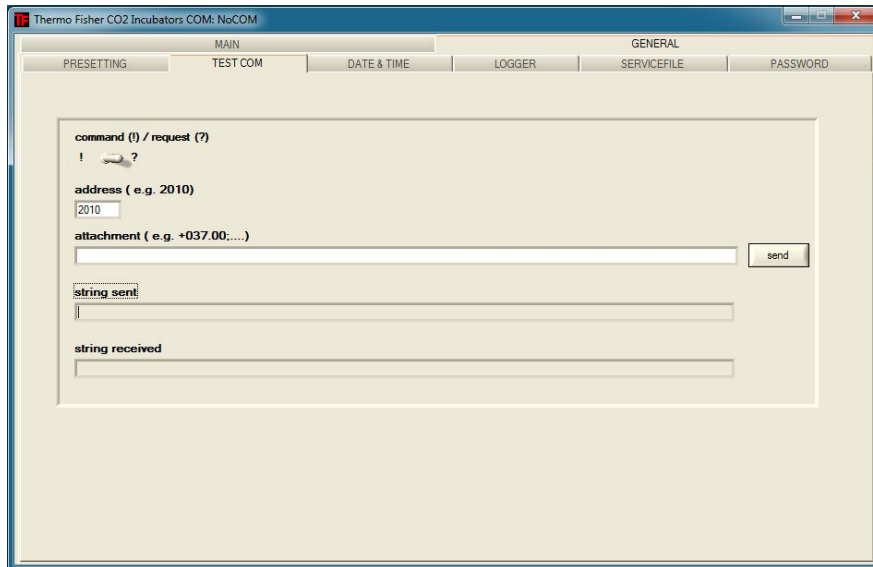 TF Thermo Fisher CO2 Incubators COM: NoCOM
MAIN GENERAL
PRESETTING TEST COM DATE & TIME LOGGER SERVICEFILE PASSWORD
command (!) / request (?)
! ?
address ( e.g. 2010)
2010
attachment ( e.g. +037.00;....)
send
string sent
string received